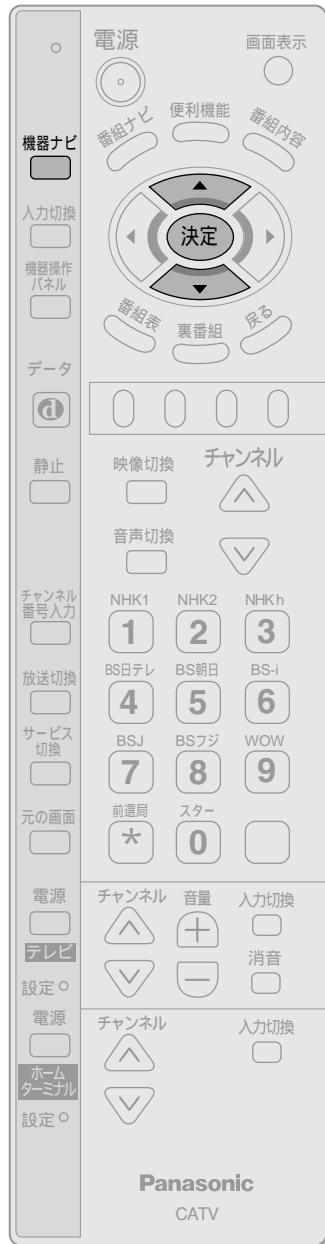 電源
画面表示
機器ナビ
番組ナビ
便利機能
番組内容
入力切換
決定
機器操作
パネル
番組表
裏番組
戻る
データ
d
静止
映像切換
チャンネル
音声切換
チャンネル
番号入力
NHK1
NHK2
NHKh
1
2
3
放送切換
BS日テレ
BS朝日
BS-i
4
5
6
サービス
切換
BSJ
BSフジ
WOW
7
8
9
元の画面
前選局
スター
*
0
電源
テレビ
設定
チャンネル
音量
入力切換
+
消音
-
電源
ホーム
ターミナル
設定
チャンネル
入力切換
Panasonic
CATV